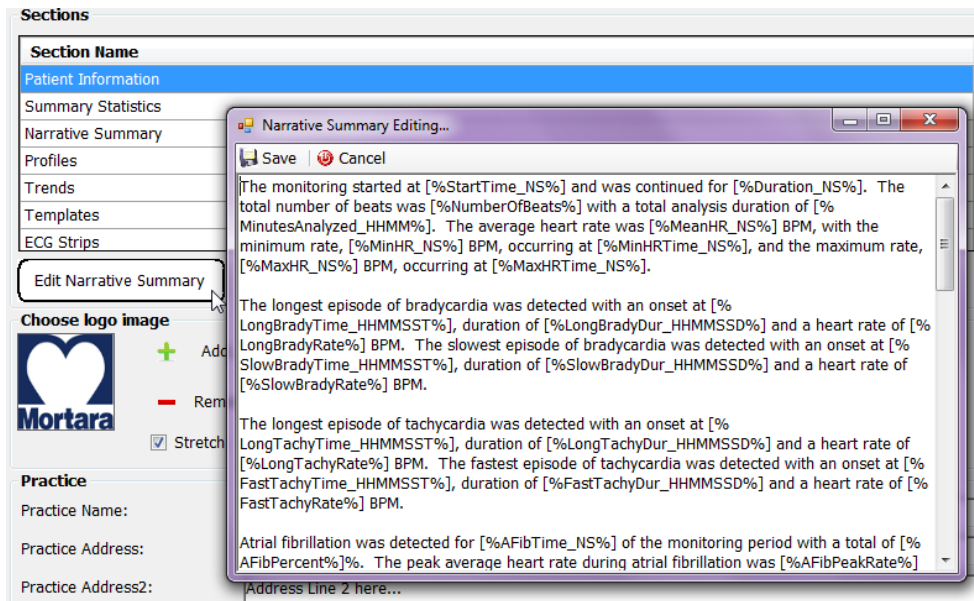 Sections
Section Name
Patient Information
Summary Statistics
Narrative Summary
Profiles
Trends
Templates
ECG Strips
Edit Narrative Summary
Choose logo image
Mortara
Add
Rem
Stretch
Practice
Practice Name:
Practice Address:
Practice Address2:
Address Line 2 here...
Narrative Summary Editing...
Save
Cancel
The monitoring started at [%StartTime_NS%] and was continued for [%Duration_NS%].  The
total number of beats was [%NumberOfBeats%] with a total analysis duration of [%
MinutesAnalyzed_HHMM%].  The average heart rate was [%MeanHR_NS%] BPM, with the
minimum rate, [%MinHR_NS%] BPM, occurring at [%MinHRTime_NS%], and the maximum rate,
[%MaxHR_NS%] BPM, occurring at [%MaxHRTime_NS%].
The longest episode of bradycardia was detected with an onset at [%
LongBradyTime_HHMMSST%], duration of [%LongBradyDur_HHMMSSD%] and a heart rate of [%
LongBradyRate%] BPM.  The slowest episode of bradycardia was detected with an onset at [%
SlowBradyTime_HHMMSST%], duration of [%SlowBradyDur_HHMMSSD%] and a heart rate of
[%SlowBradyRate%] BPM.
The longest episode of tachycardia was detected with an onset at [%
LongTachyTime_HHMMSST%], duration of [%LongTachyDur_HHMMSSD%] and a heart rate of
[%LongTachyRate%] BPM.  The fastest episode of tachycardia was detected with an onset at [%
FastTachyTime_HHMMSST%], duration of [%FastTachyDur_HHMMSSD%] and a heart rate of [%
FastTachyRate%] BPM.
Atrial fibrillation was detected for [%AFibTime_NS%] of the monitoring period with a total of [%
AFibPercent%]%.  The peak average heart rate during atrial fibrillation was [%AFibPeakRate%]